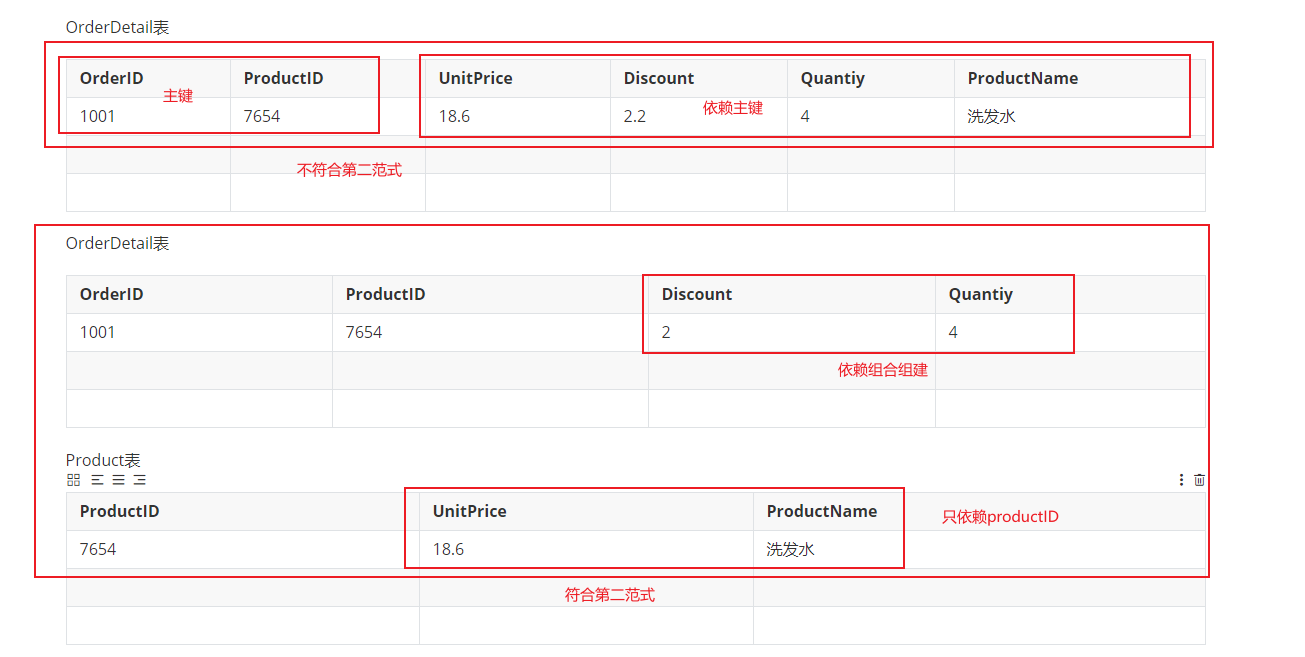 OrderDetail表
OrderID ProductID UnitPrice Discount Quantiy ProductName
主键 依赖主键
1001 7654 18.6 2.2 4 洗发水
不符合第二范式
OrderDetail表
OrderID ProductID Discount Quantiy
1001 7654 2 4
依赖组合组建
Product表
ProductID UnitPrice ProductName 只依赖productID
7654 18.6 洗发水
符合第二范式